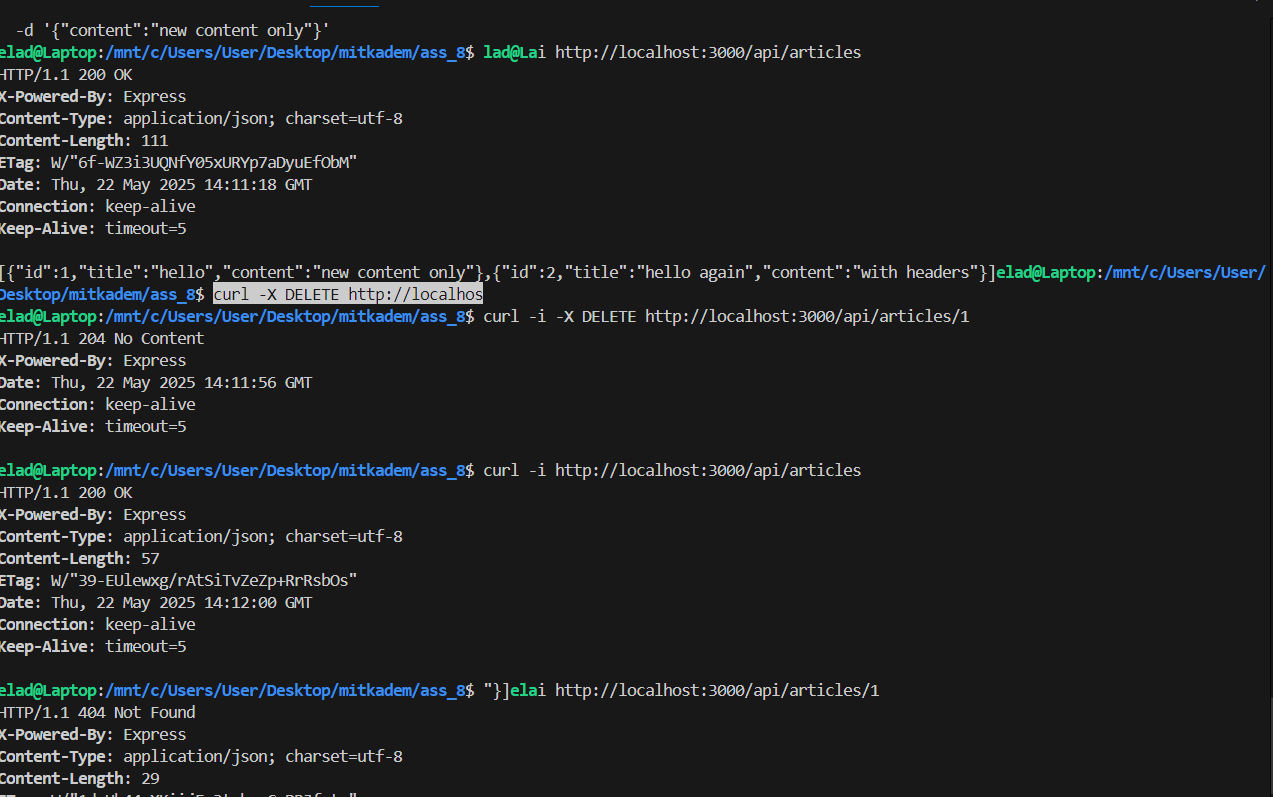 -d '{"content":"new content only"}'
elad@Laptop:/mnt/c/Users/User/Desktop/mitkadem/ass_8$ lad@Lai http://localhost:3000/api/articles
HTTP/1.1 200 OK
X-Powered-By: Express
Content-Type: application/json; charset=utf-8
Content-Length: 111
ETag: W/"6f-WZ3i3UQNfY05xURYp7aDyuEfObM"
Date: Thu, 22 May 2025 14:11:18 GMT
Connection: keep-alive
Keep-Alive: timeout=5
[{"id":1,"title":"hello","content":"new content only"},{"id":2,"title":"hello again","content":"with headers"}]elad@Laptop:/mnt/c/Users/User/
Desktop/mitkadem/ass_8$ curl -X DELETE http://localhos
elad@Laptop:/mnt/c/Users/User/Desktop/mitkadem/ass_8$ curl -i -X DELETE http://localhost:3000/api/articles/1
HTTP/1.1 204 No Content
X-Powered-By: Express
Date: Thu, 22 May 2025 14:11:56 GMT
Connection: keep-alive
Keep-Alive: timeout=5
elad@Laptop:/mnt/c/Users/User/Desktop/mitkadem/ass_8$ curl -i http://localhost:3000/api/articles
HTTP/1.1 200 OK
X-Powered-By: Express
Content-Type: application/json; charset=utf-8
Content-Length: 57
ETag: W/"39-EUlewxg/rAtSiTvZeZp+RrRsbOs"
Date: Thu, 22 May 2025 14:12:00 GMT
Connection: keep-alive
Keep-Alive: timeout=5
elad@Laptop:/mnt/c/Users/User/Desktop/mitkadem/ass_8$ "}]elai http://localhost:3000/api/articles/1
HTTP/1.1 404 Not Found
X-Powered-By: Express
Content-Type: application/json; charset=utf-8
Content-Length: 29